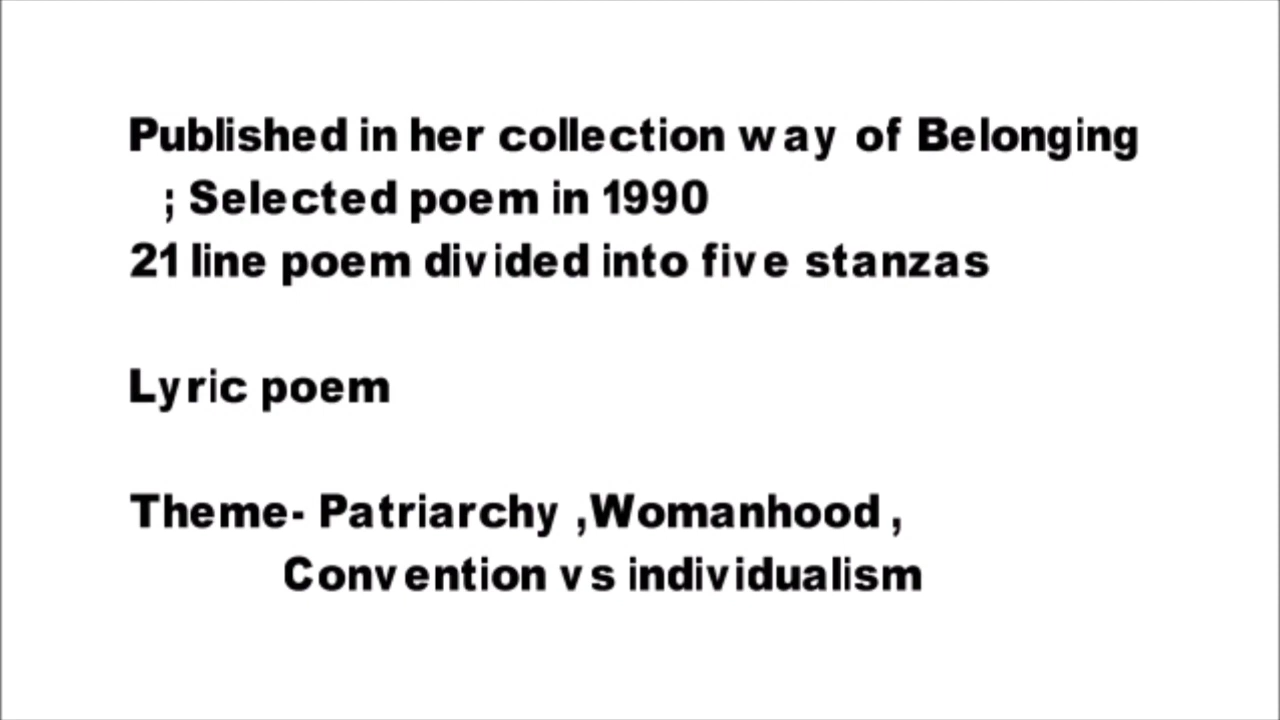 Published in her collection way of Belonging
; Selected poem in 1990
21 line poem divided into five stanzas
Lyric poem
Theme- Patriarchy ,Womanhood ,
Convention vs individualism